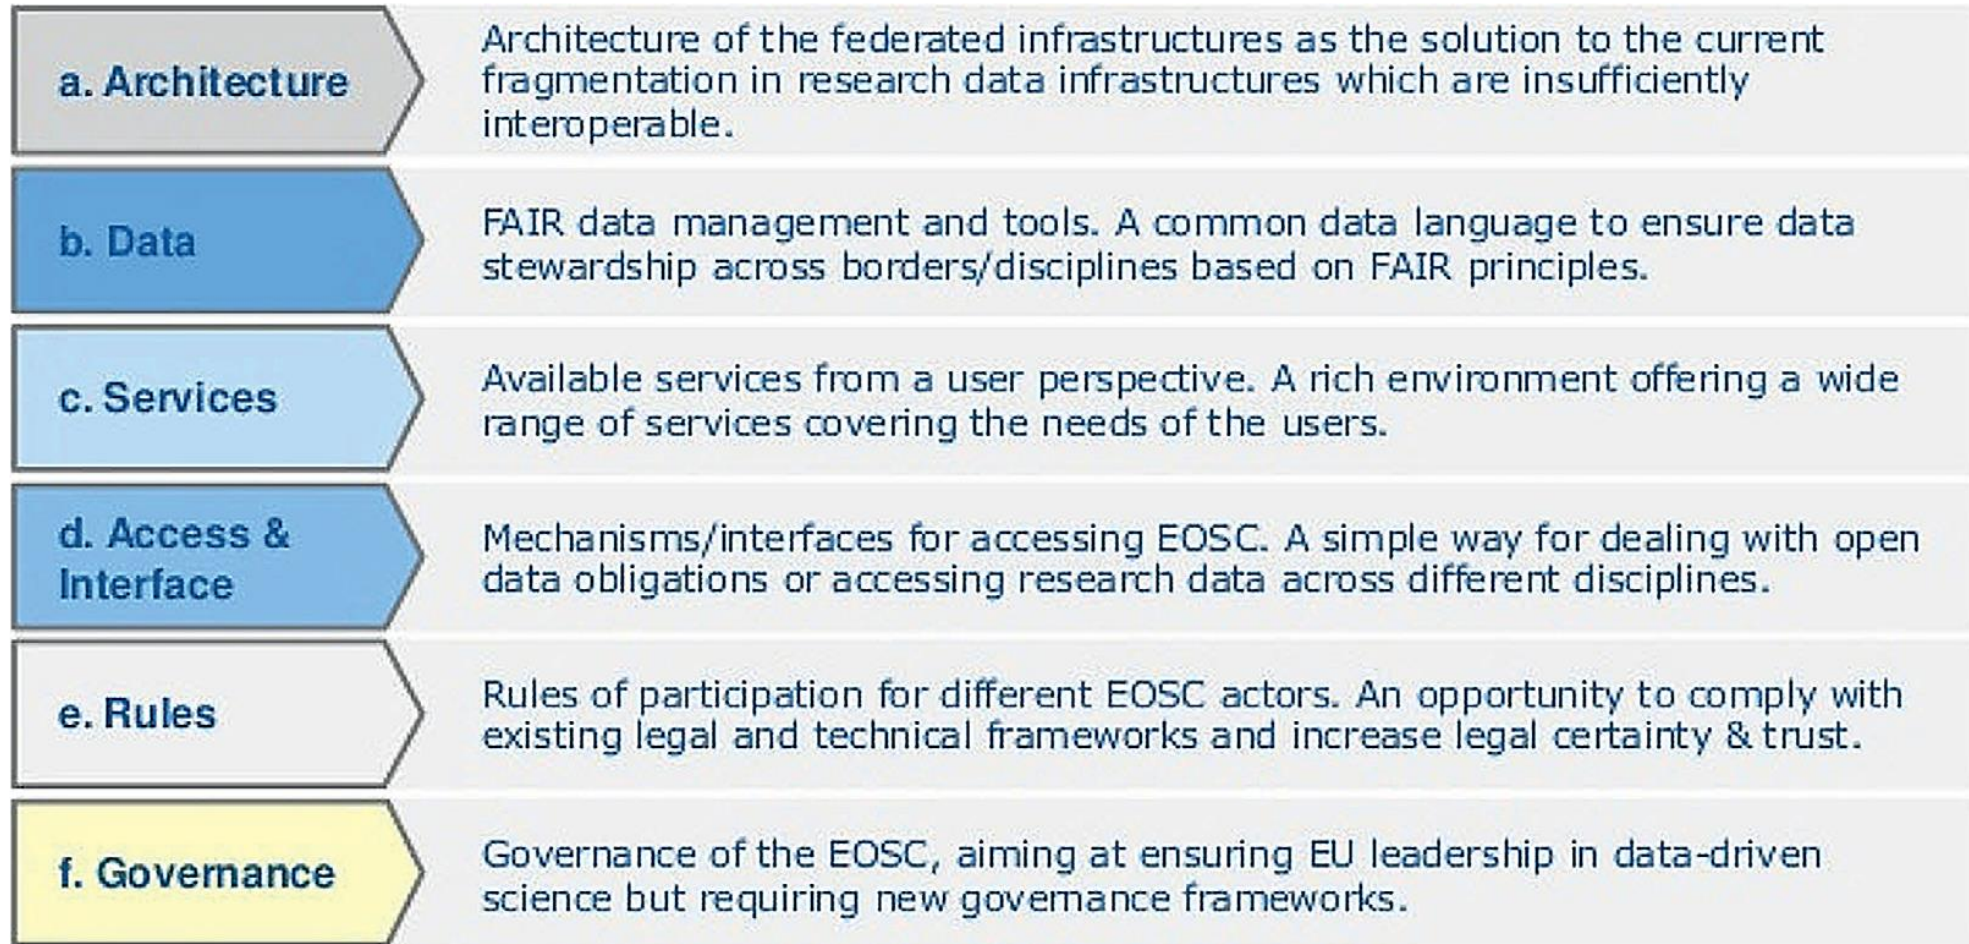 a. Architecture
Architecture of the federated infrastructures as the solution to the current
fragmentation in research data infrastructures which are insufficiently
interoperable.
b. Data
FAIR data management and tools. A common data language to ensure data
stewardship across borders/disciplines based on FAIR principles.
c. Services
Available services from a user perspective. A rich environment offering a wide
range of services covering the needs of the users.
d. Access &
Interface
Mechanisms/interfaces for accessing EOSC. A simple way for dealing with open
data obligations or accessing research data across different disciplines.
e. Rules
Rules of participation for different EOSC actors. An opportunity to comply with
existing legal and technical frameworks and increase legal certainty & trust.
f. Governance
Governance of the EOSC, aiming at ensuring EU leadership in data-driven
science but requiring new governance frameworks.